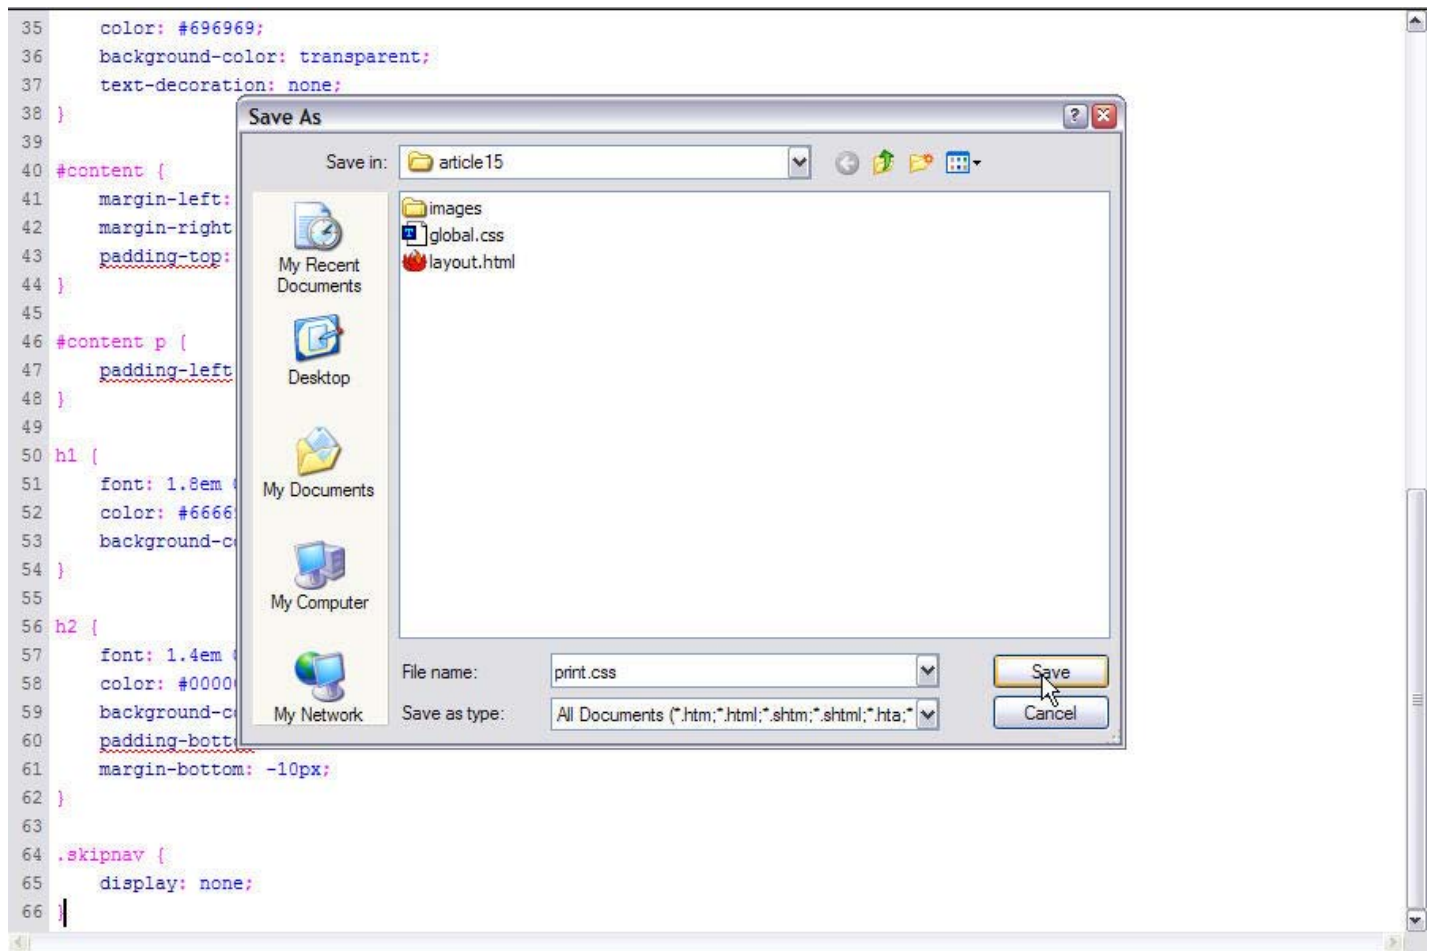 35 color: #696969;
36 background-color: transparent;
37 text-decoration: none;
38 }
39
40 #content {
41 margin-left:
42 margin-right
43 padding-top:
44 }
45
46 #content p {
47 padding-left
48 }
49
50 h1 {
51 font: 1.8em
52 color: #6666
53 background-c
54 }
55
56 h2 {
57 font: 1.4em
58 color: #0000
59 background-c
60 padding-bott
61 margin-bottom: -10px;
62 }
63
64 .skipnav {
65 display: none;
66 }
Save As
Save in: article15
My Recent
Documents
Desktop
My Documents
My Computer
My Network
images
global.css
layout.html
File name: print.css Save
Save as type: All Documents (*.htm;*.html;*.shtm;*.shtml;*.hta;* Cancel